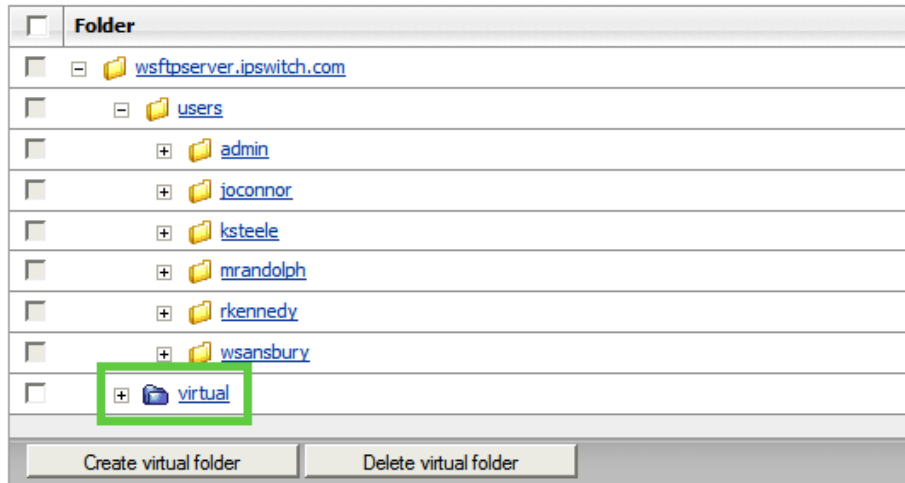 Folder
wsftpserver.ipswitch.com
users
admin
joconnor
ksteele
mrandolph
rkennedy
wsansbury
virtual
Create virtual folder Delete virtual folder